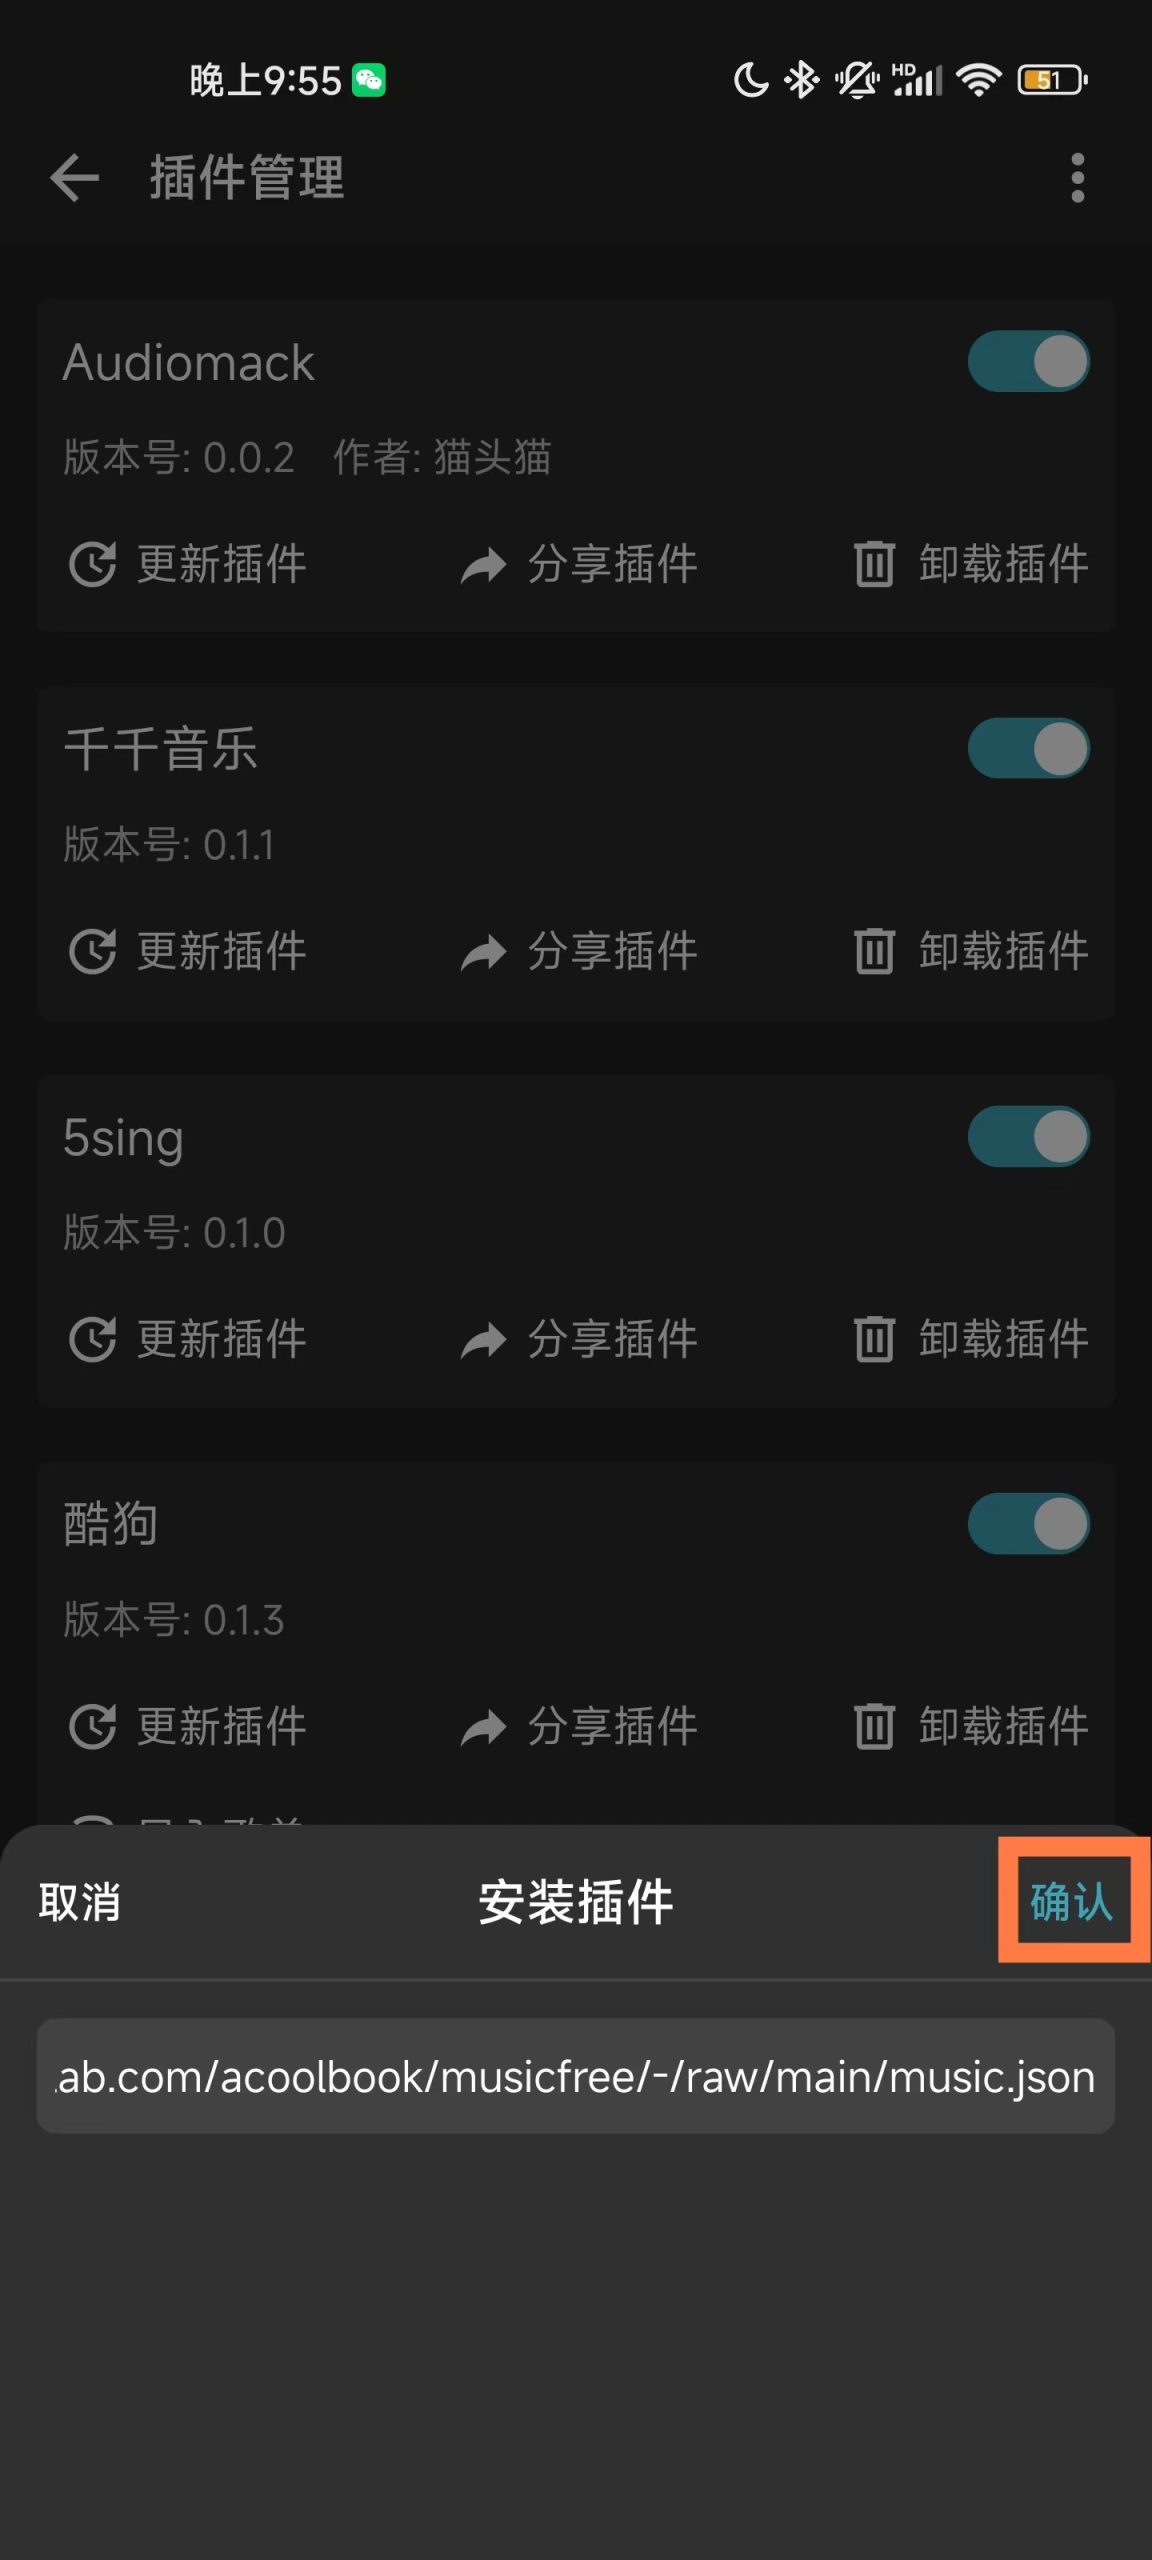 晚上9:55
HD
51
插件管理
Audiomack
版本号: 0.0.2 作者: 猫头猫
更新插件 分享插件 卸载插件
千千音乐
版本号: 0.1.1
更新插件 分享插件 卸载插件
5sing
版本号: 0.1.0
更新插件 分享插件 卸载插件
酷狗
版本号: 0.1.3
更新插件 分享插件 卸载插件
取消 安装插件 确认
ab.com/acoolbook/musicfree/-/raw/main/music.json